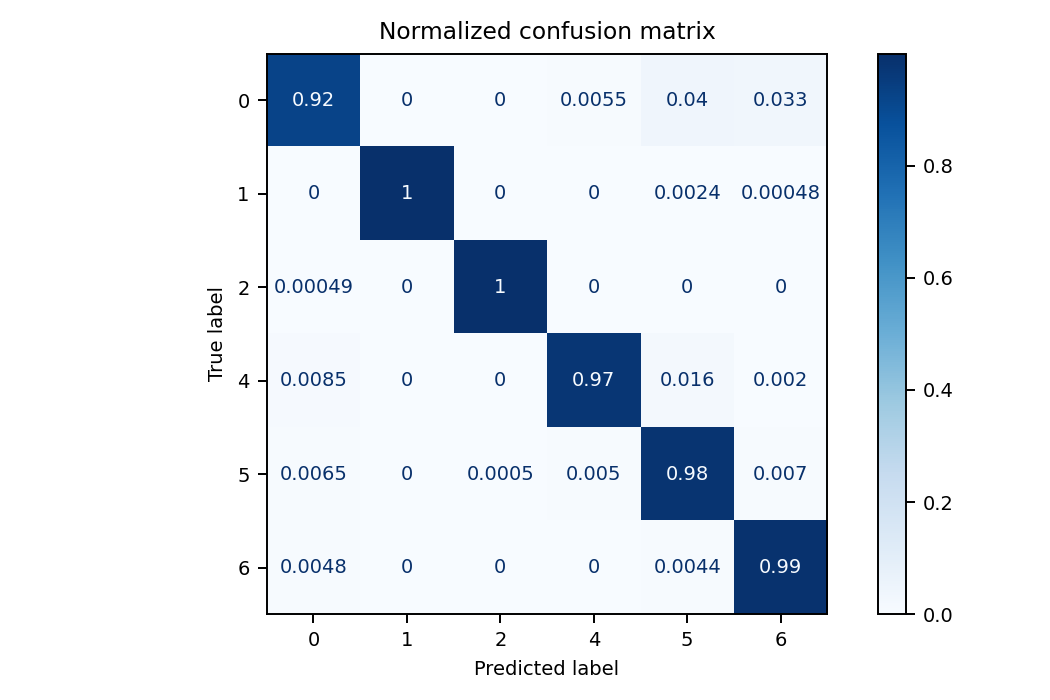 Normalized confusion matrix
0 0.92 0 0 0.0055 0.04 0.033
1 0 1 0 0 0.0024 0.00048
2 0.00049 0 1 0 0 0
4 0.0085 0 0 0.97 0.016 0.002
5 0.0065 0 0.0005 0.005 0.98 0.007
6 0.0048 0 0 0 0.0044 0.99
0 1 2 4 5 6
Predicted label
True label
0.8
0.6
0.4
0.2
0.0